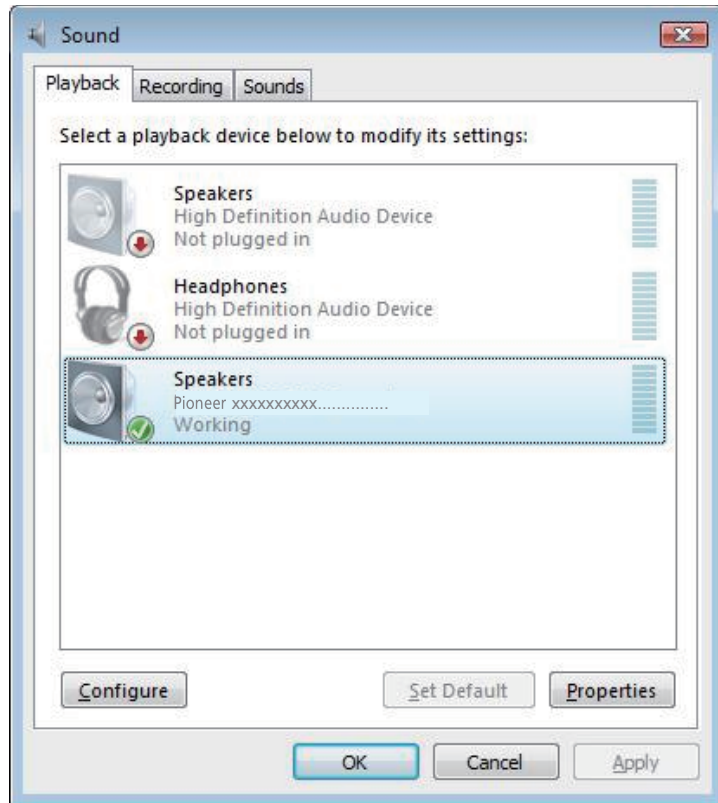 Sound
Playback Recording Sounds
Select a playback device below to modify its settings:
Speakers
High Definition Audio Device
Not plugged in
Headphones
High Definition Audio Device
Not plugged in
Speakers
Pioneer xxxxxxxxxx...............
Working
Configure Set Default Properties
OK Cancel Apply